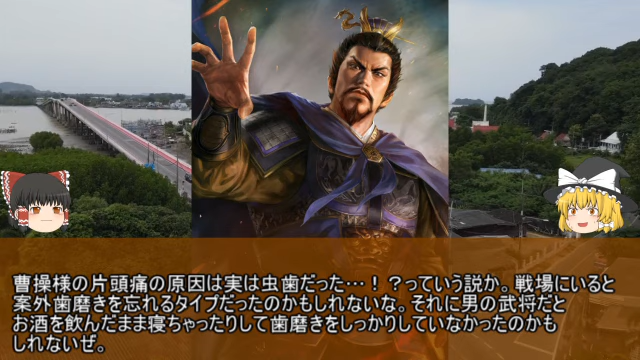 曹操様の片頭痛の原因は実は虫歯だった…！？っていう説か。戦場にいると
案外歯磨きを忘れるタイプだったのかもしれないな。それに男の武将だと
お酒を飲んだまま寝ちゃったりして歯磨きをしっかりしていなかったのかも
しれないぜ。